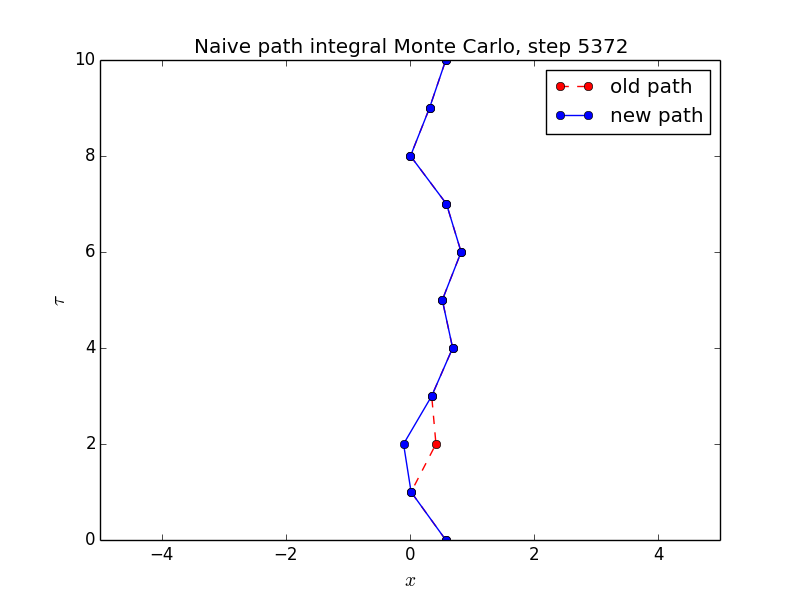 Naive path integral Monte Carlo, step 5372
old path
new path
10
8
6
4
2
0
τ
−4 −2 0 2 4
x